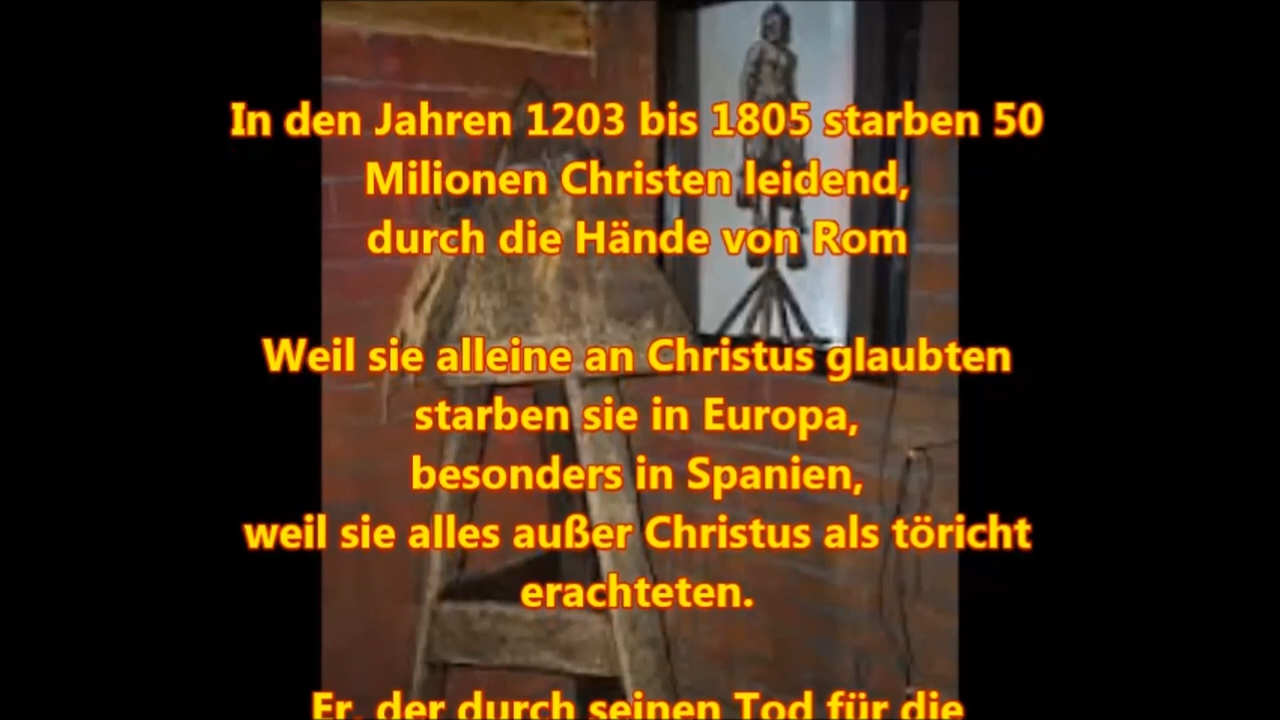 In den Jahren 1203 bis 1805 starben 50
Milionen Christen leidend,
durch die Hände von Rom
Weil sie alleine an Christus glaubten
starben sie in Europa,
besonders in Spanien,
weil sie alles außer Christus als töricht
erachteten.
Er, der durch seinen Tod für die